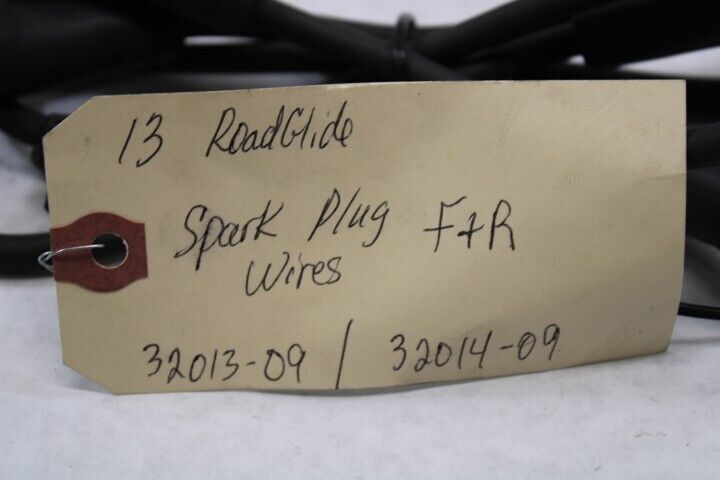 13 RoadGlide
Spark Plug F+R
Wires
32013-09 / 32014-09